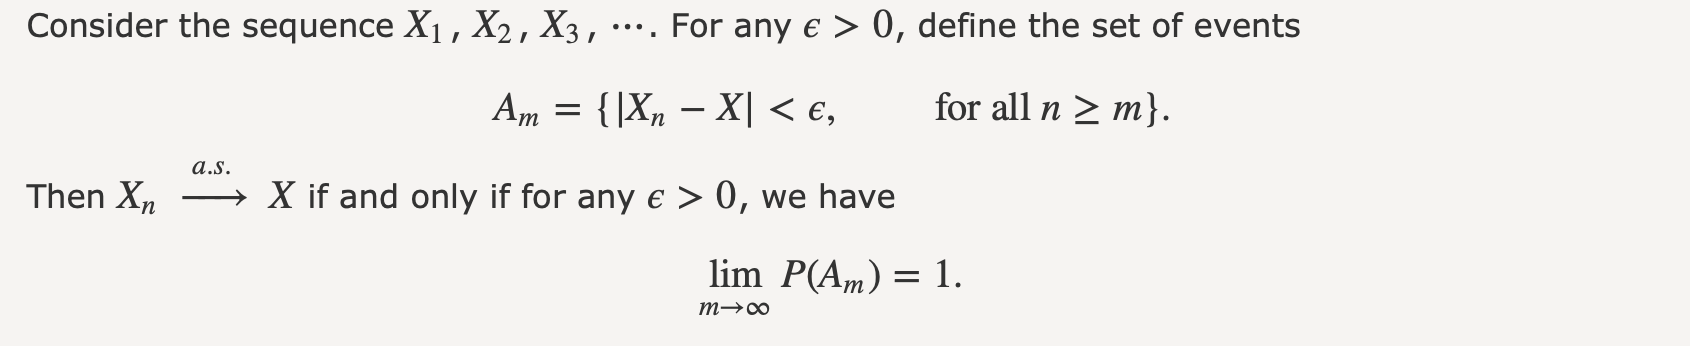 Consider the sequence X₁, X₂, X₃, ⋯. For any ϵ > 0, define the set of events
Aₘ = {|Xₙ − X| < ϵ, for all n ≥ m}.
Then Xₙ \xrightarrow{a.s.} X if and only if for any ϵ > 0, we have
lim_{m→∞} P(Aₘ) = 1.